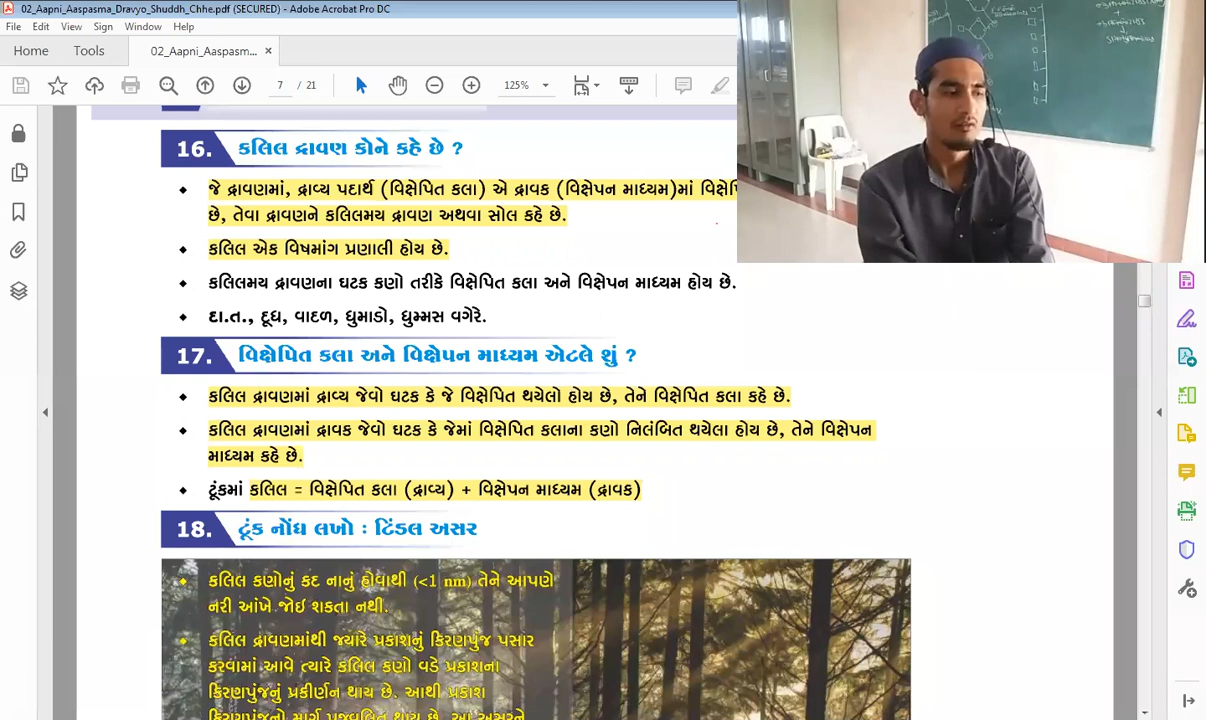 02_Aapni_Aaspasma_Dravyo_Shuddh_Chhe.pdf (SECURED) - Adobe Acrobat Pro DC
File Edit View Sign Window Help
Home Tools 02_Aapni_Aaspasm... ×
7 / 21 125%
16. કલિલ દ્રાવણ કોને કહે છે ?
જે દ્રાવણમાં, દ્રાવ્ય પદાર્થ (વિક્ષેપિત કલા) એ દ્રાવક (વિક્ષેપન માધ્યમ)માં
છે, તેવા દ્રાવણને કલિલમય દ્રાવણ અથવા સોલ કહે છે.
કલિલ એક વિષમાંગ પ્રણાલી હોય છે.
કલિલમય દ્રાવણના ઘટક કણો તરીકે વિક્ષેપિત કલા અને વિક્ષેપન માધ્યમ હોય છે.
દા.ત., દૂધ, વાદળ, ધુમાડો, ધુમ્મસ વગેરે.
17. વિક્ષેપિત કલા અને વિક્ષેપન માધ્યમ એટલે શું ?
કલિલ દ્રાવણમાં દ્રાવ્ય જેવો ઘટક કે જે વિક્ષેપિત થયેલો હોય છે, તેને વિક્ષેપિત કલા કહે છે.
કલિલ દ્રાવણમાં દ્રાવક જેવો ઘટક કે જેમાં વિક્ષેપિત કલાના કણો નિલંબિત થયેલા હોય છે, તેને વિક્ષેપન
માધ્યમ કહે છે.
ટૂંકમાં કલિલ = વિક્ષેપિત કલા (દ્રાવ્ય) + વિક્ષેપન માધ્યમ (દ્રાવક)
18. ટૂંક નોંધ લખો : ટિંડલ અસર
કલિલ કણોનું કદ નાનું હોવાથી (<1 nm) તેને આપણે
નરી આંખે જોઇ શકતા નથી.
કલિલ દ્રાવણમાંથી જ્યારે પ્રકાશનું કિરણપુંજ પસાર
કરવામાં આવે ત્યારે કલિલ કણો વડે પ્રકાશના
કિરણપુંજનું પ્રકીર્ણન થાય છે. આથી પ્રકાશ